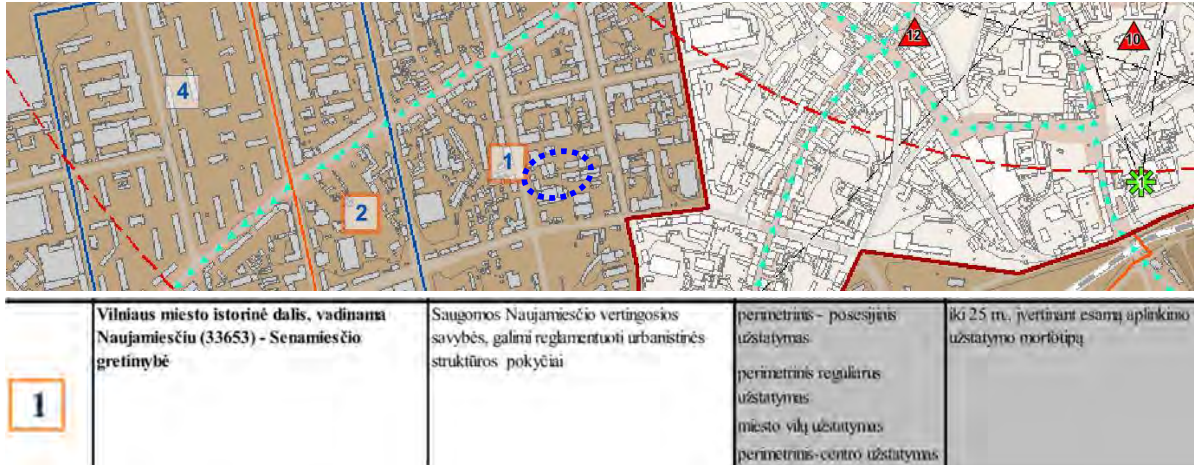 12
10
4
1
1
2
1
Vilniaus miesto istorinė dalis, vadinama
Naujamiesčiu (33653) - Senamiesčio
gretimybė
Saugomos Naujamiesčio vertingosios
savybės, galimi reglamentuoti urbanistinės
struktūros pokyčiai
perimetrinis - posesijinis
užstatymas
perimetrinis reguliarus
užstatymas
miesto vilų užstatymas
perimetrinis-centro užstatymas
iki 25 m., įvertinant esamą aplinkinio
užstatymo morfotipą